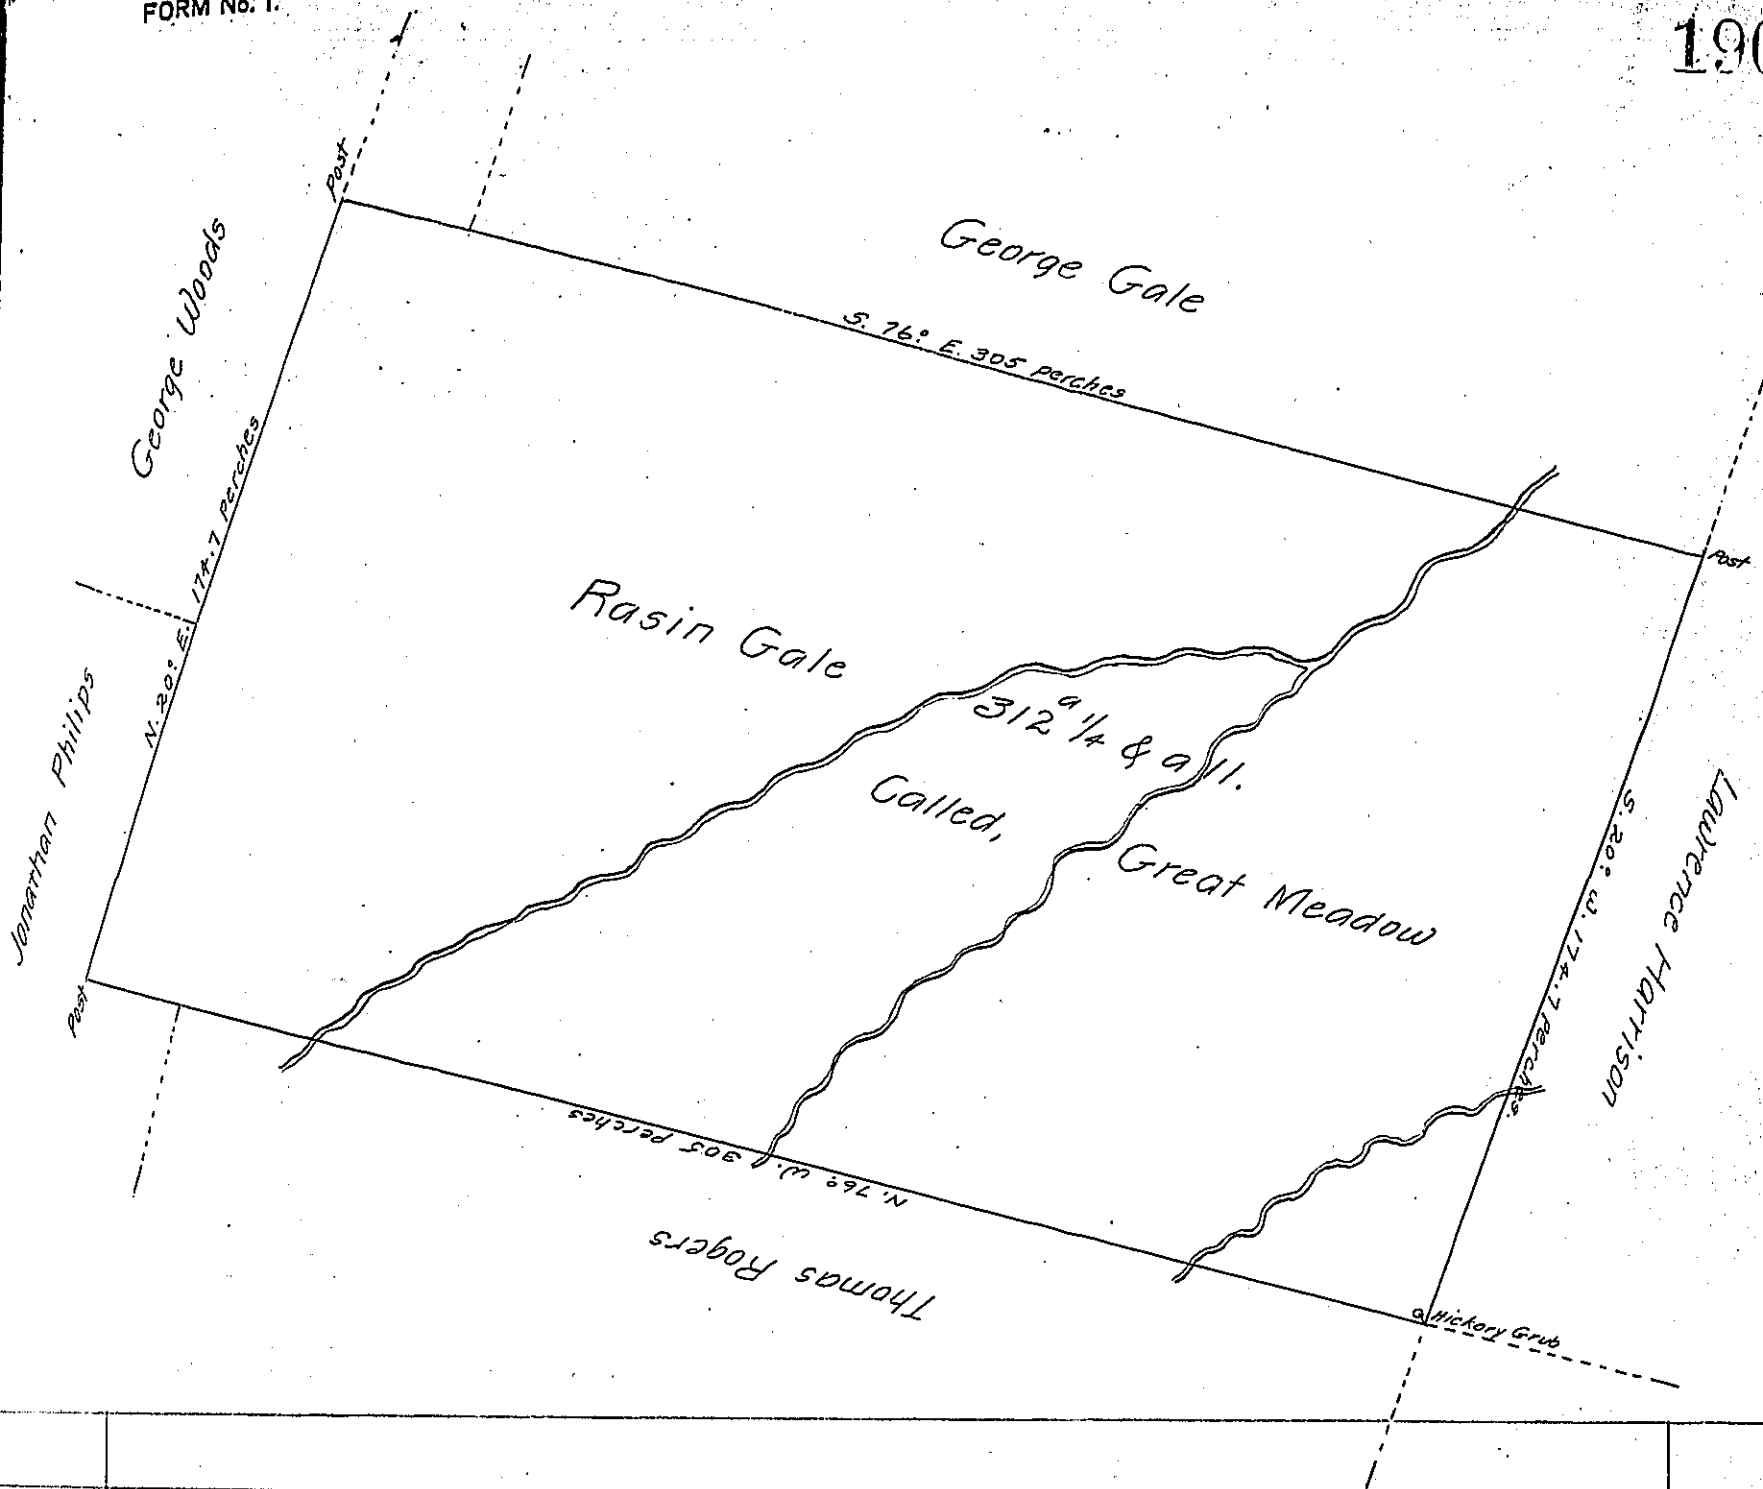 FORM No. 1.
190
Post
George Woods
George Gale
S. 76° E. 305 perches
N. 20° E. 174.7 Perches
Post
Rasin Gale
312 a 1/4 & all.
Called, Great Meadow
Jonathan Philips
S. 20° W. 174.7 perches.
Lawrence Harrison
Post
N. 76° W. 305 perches
Thomas Rogers
Hickory Grub